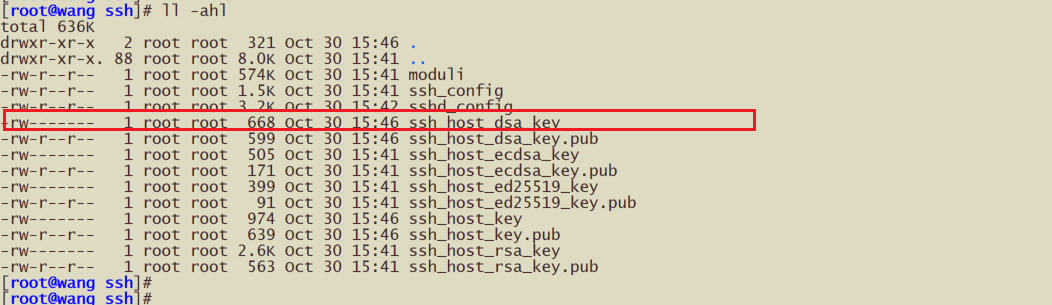 [root@wang ssh]# ll -ahl
total 636K
drwxr-xr-x   2 root root  321 Oct 30 15:46 .
drwxr-xr-x. 88 root root 8.0K Oct 30 15:41 ..
-rw-r--r--   1 root root 574K Oct 30 15:41 moduli
-rw-r--r--   1 root root 1.5K Oct 30 15:41 ssh_config
-rw-r--r--   1 root root 3.2K Oct 30 15:42 sshd_config
-rw-------   1 root root  668 Oct 30 15:46 ssh_host_dsa_key
-rw-r--r--   1 root root  599 Oct 30 15:46 ssh_host_dsa_key.pub
-rw-------   1 root root  505 Oct 30 15:41 ssh_host_ecdsa_key
-rw-r--r--   1 root root  171 Oct 30 15:41 ssh_host_ecdsa_key.pub
-rw-------   1 root root  399 Oct 30 15:41 ssh_host_ed25519_key
-rw-r--r--   1 root root   91 Oct 30 15:41 ssh_host_ed25519_key.pub
-rw-------   1 root root  974 Oct 30 15:46 ssh_host_key
-rw-r--r--   1 root root  639 Oct 30 15:46 ssh_host_key.pub
-rw-------   1 root root 2.6K Oct 30 15:41 ssh_host_rsa_key
-rw-r--r--   1 root root  563 Oct 30 15:41 ssh_host_rsa_key.pub
[root@wang ssh]#
[root@wang ssh]#